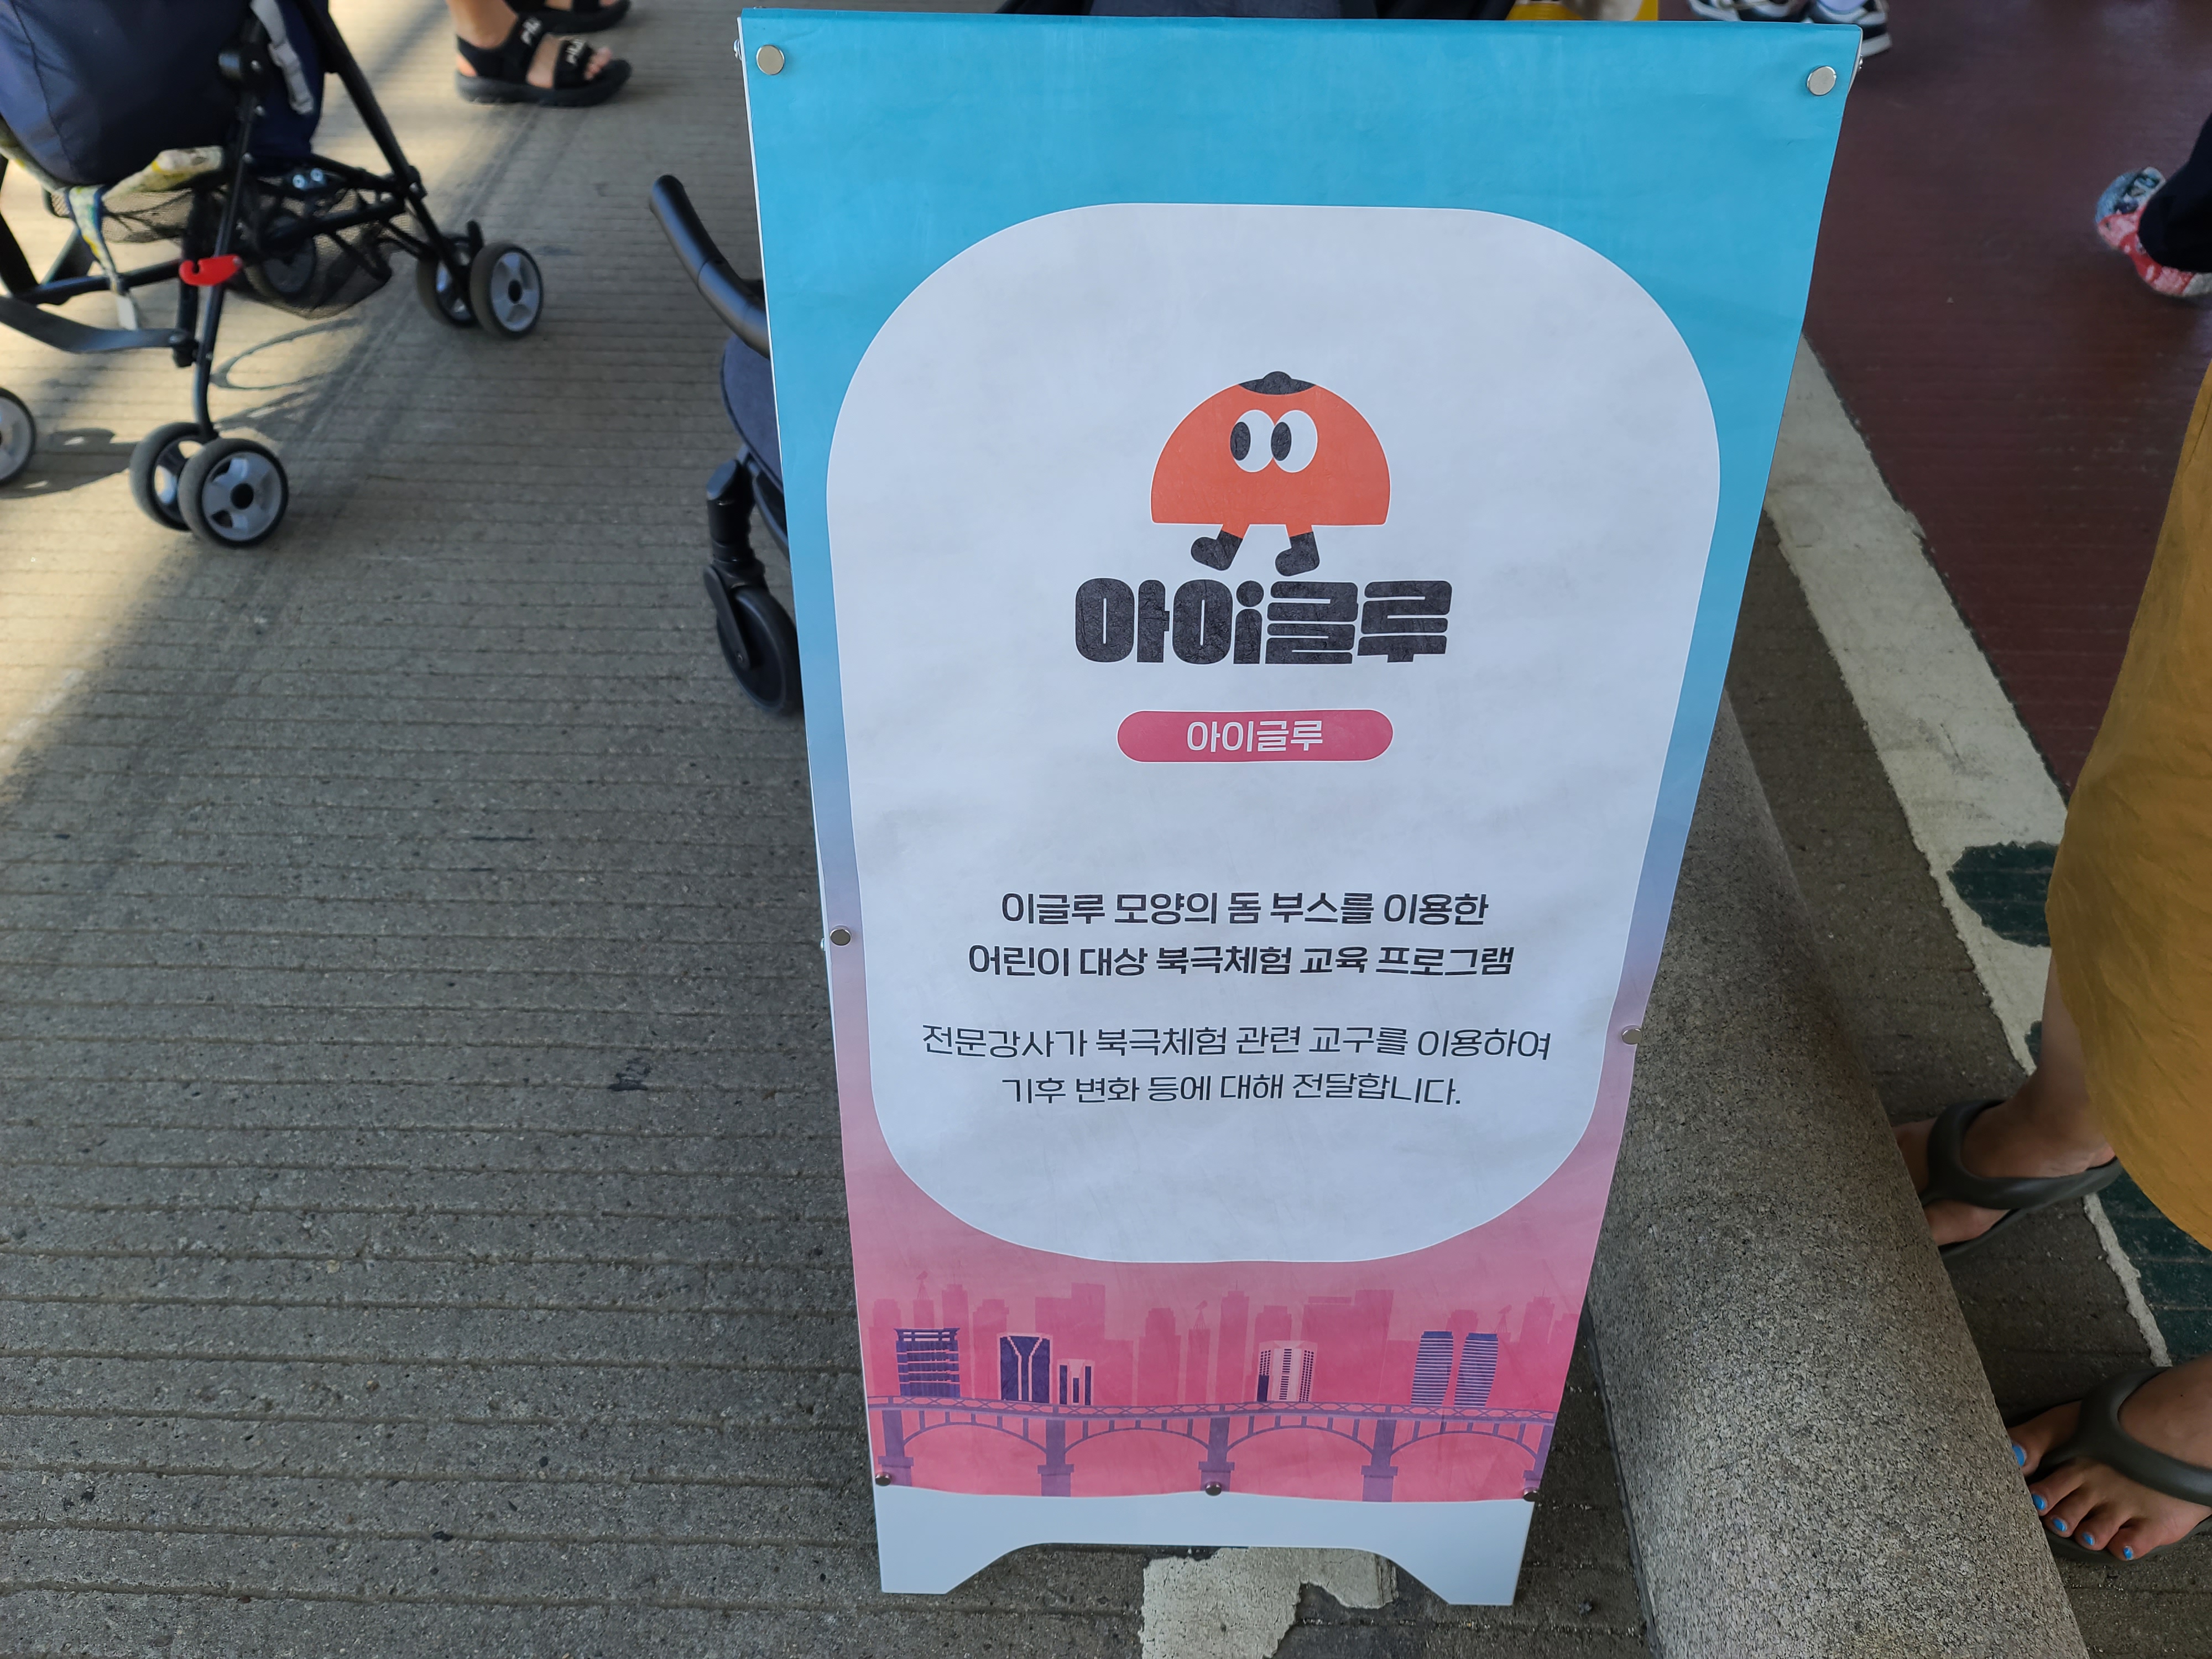 FILA
아이글루
아이글루
이글루 모양의 돔 부스를 이용한
어린이 대상 북극체험 교육 프로그램
전문강사가 북극체험 관련 교구를 이용하여
기후 변화 등에 대해 전달합니다.